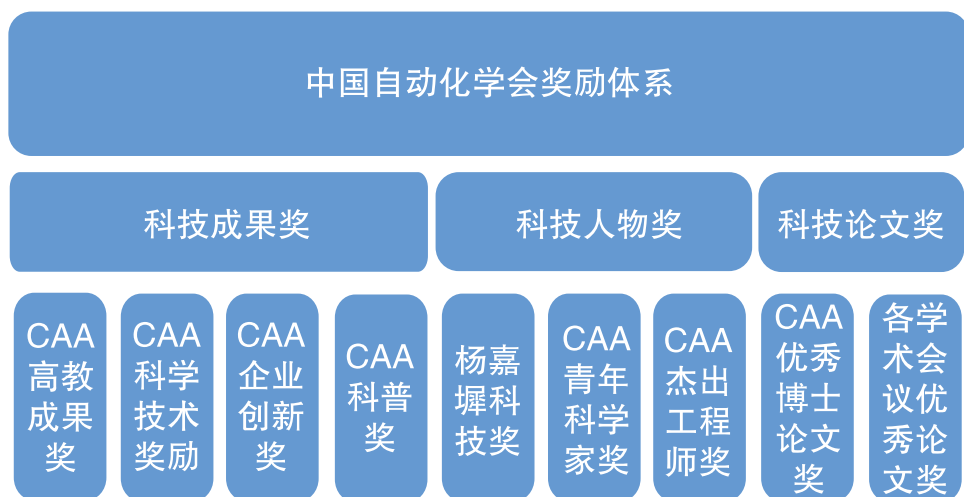 中国自动化学会奖励体系
科技成果奖
科技人物奖
科技论文奖
CAA
高教
成果
奖
CAA
科学
技术
奖励
CAA
企业
创新
奖
CAA
科普
奖
杨嘉
墀科
技奖
CAA
青年
科学
家奖
CAA
杰出
工程
师奖
CAA
优秀
博士
论文
奖
各学
术会
议优
秀论
文奖